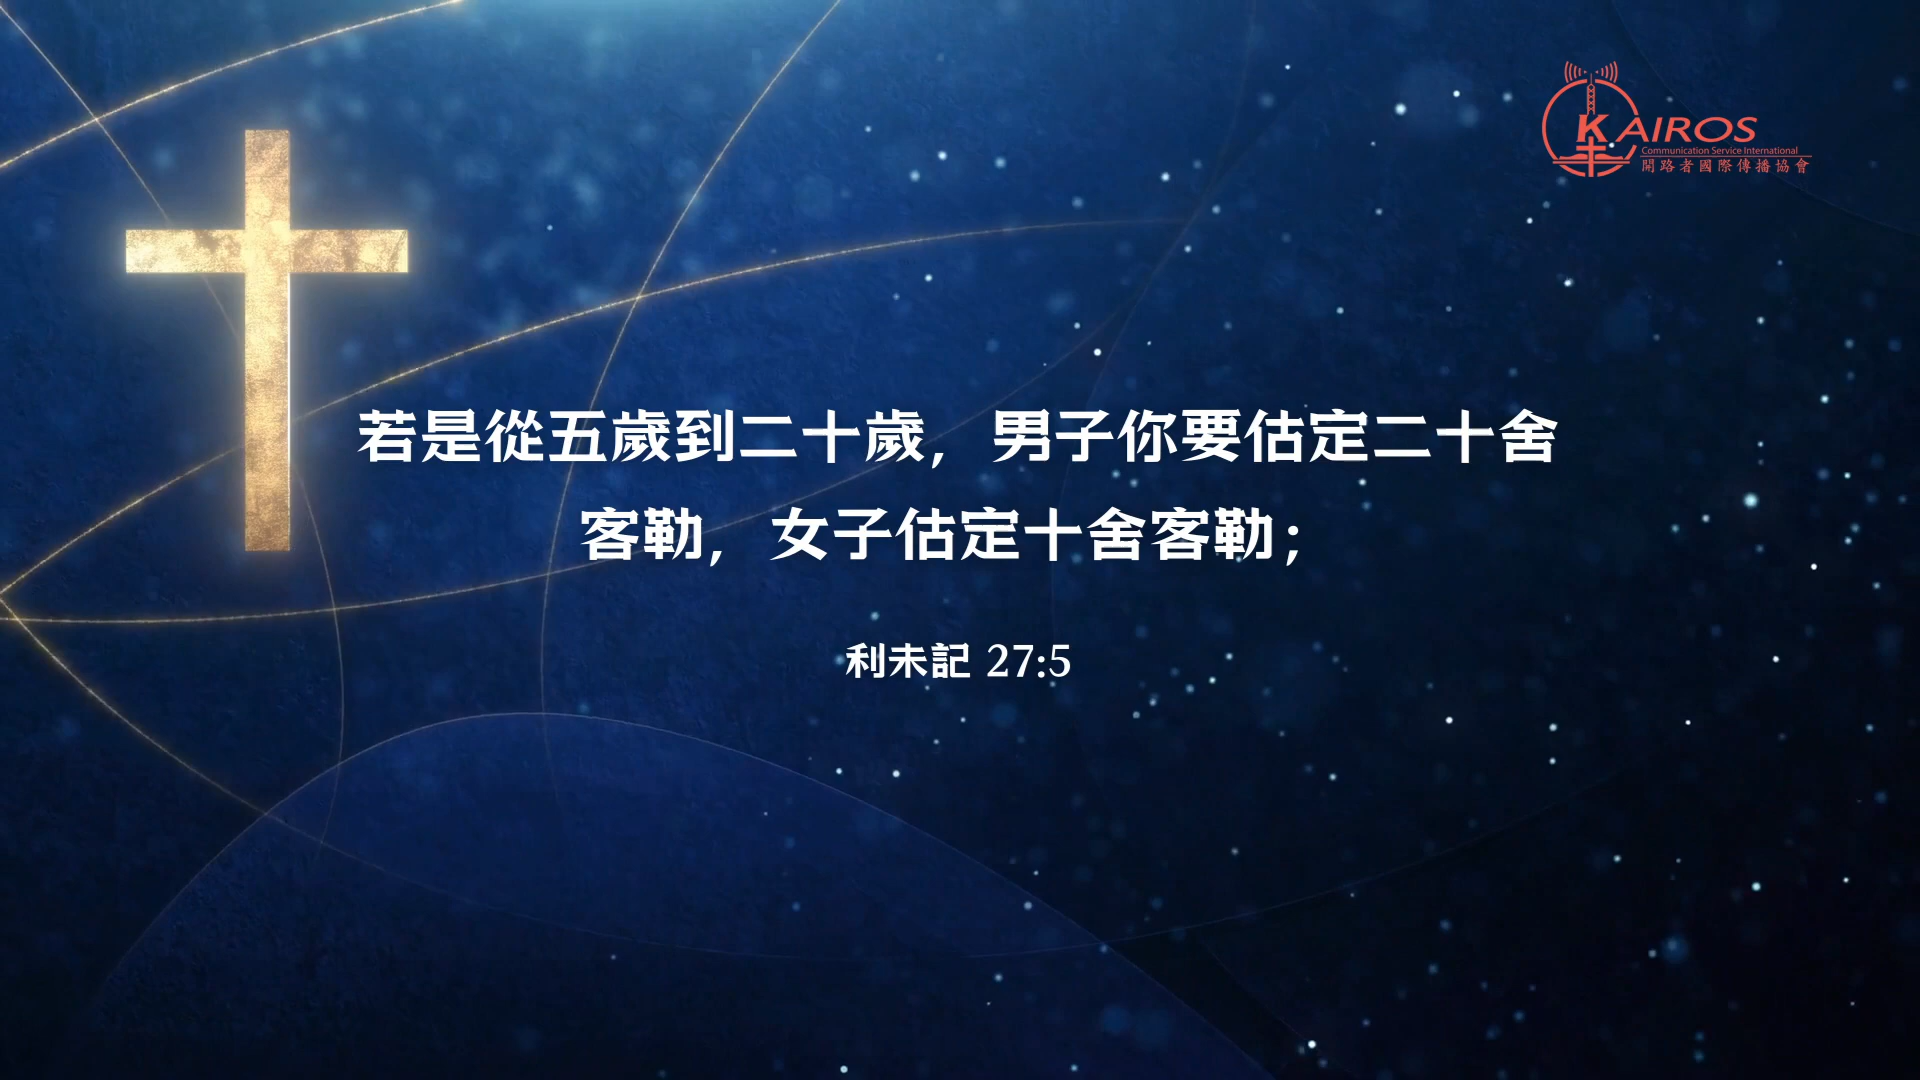 KAIROS
Communication Service International
開路者國際傳播協會
若是從五歲到二十歲，男子你要估定二十舍
客勒，女子估定十舍客勒；
利未記 27:5